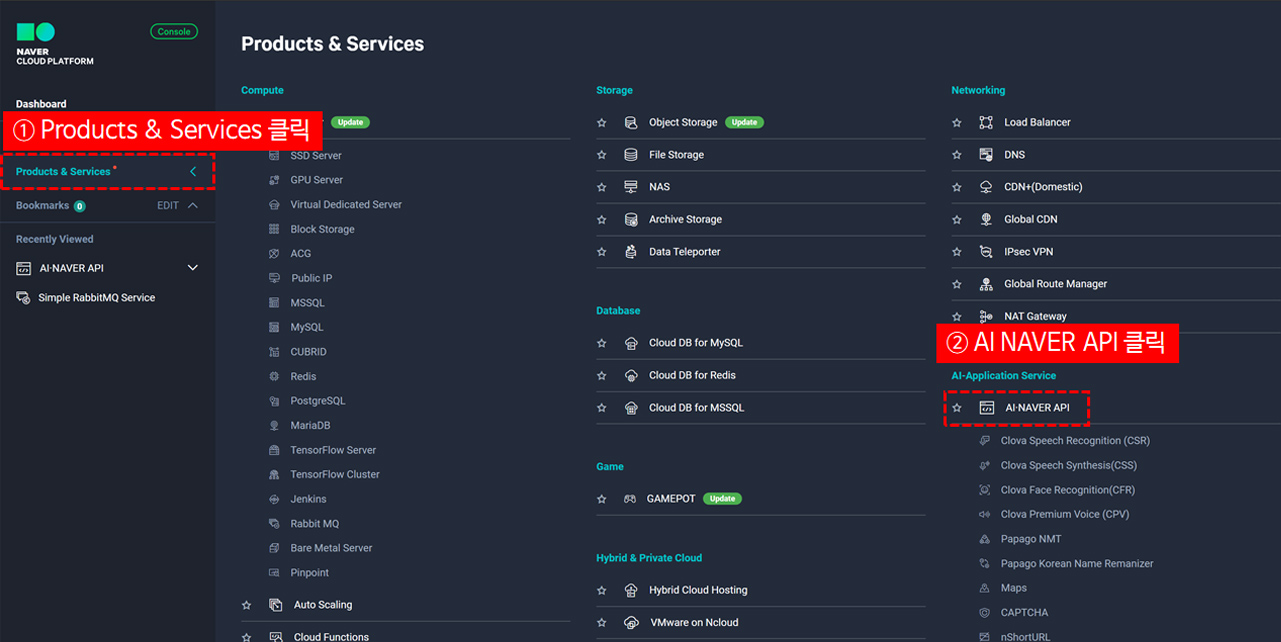 NAVER
CLOUD PLATFORM
Console
Dashboard
① Products & Services 클릭
Products & Services
Bookmarks 0 EDIT
Recently Viewed
AI·NAVER API
Simple RabbitMQ Service
Products & Services
Compute
Update
SSD Server
GPU Server
Virtual Dedicated Server
Block Storage
ACG
Public IP
MSSQL
MySQL
CUBRID
Redis
PostgreSQL
MariaDB
TensorFlow Server
TensorFlow Cluster
Jenkins
Rabbit MQ
Bare Metal Server
Pinpoint
Auto Scaling
Cloud Functions
Storage
Object Storage Update
File Storage
NAS
Archive Storage
Data Teleporter
Database
Cloud DB for MySQL
Cloud DB for Redis
Cloud DB for MSSQL
Game
GAMEPOT Update
Hybrid & Private Cloud
Hybrid Cloud Hosting
VMware on Ncloud
Networking
Load Balancer
DNS
CDN+(Domestic)
Global CDN
IPsec VPN
Global Route Manager
NAT Gateway
② AI NAVER API 클릭
AI-Application Service
AI·NAVER API
Clova Speech Recognition (CSR)
Clova Speech Synthesis(CSS)
Clova Face Recognition(CFR)
Clova Premium Voice (CPV)
Papago NMT
Papago Korean Name Remanizer
Maps
CAPTCHA
nShortURL